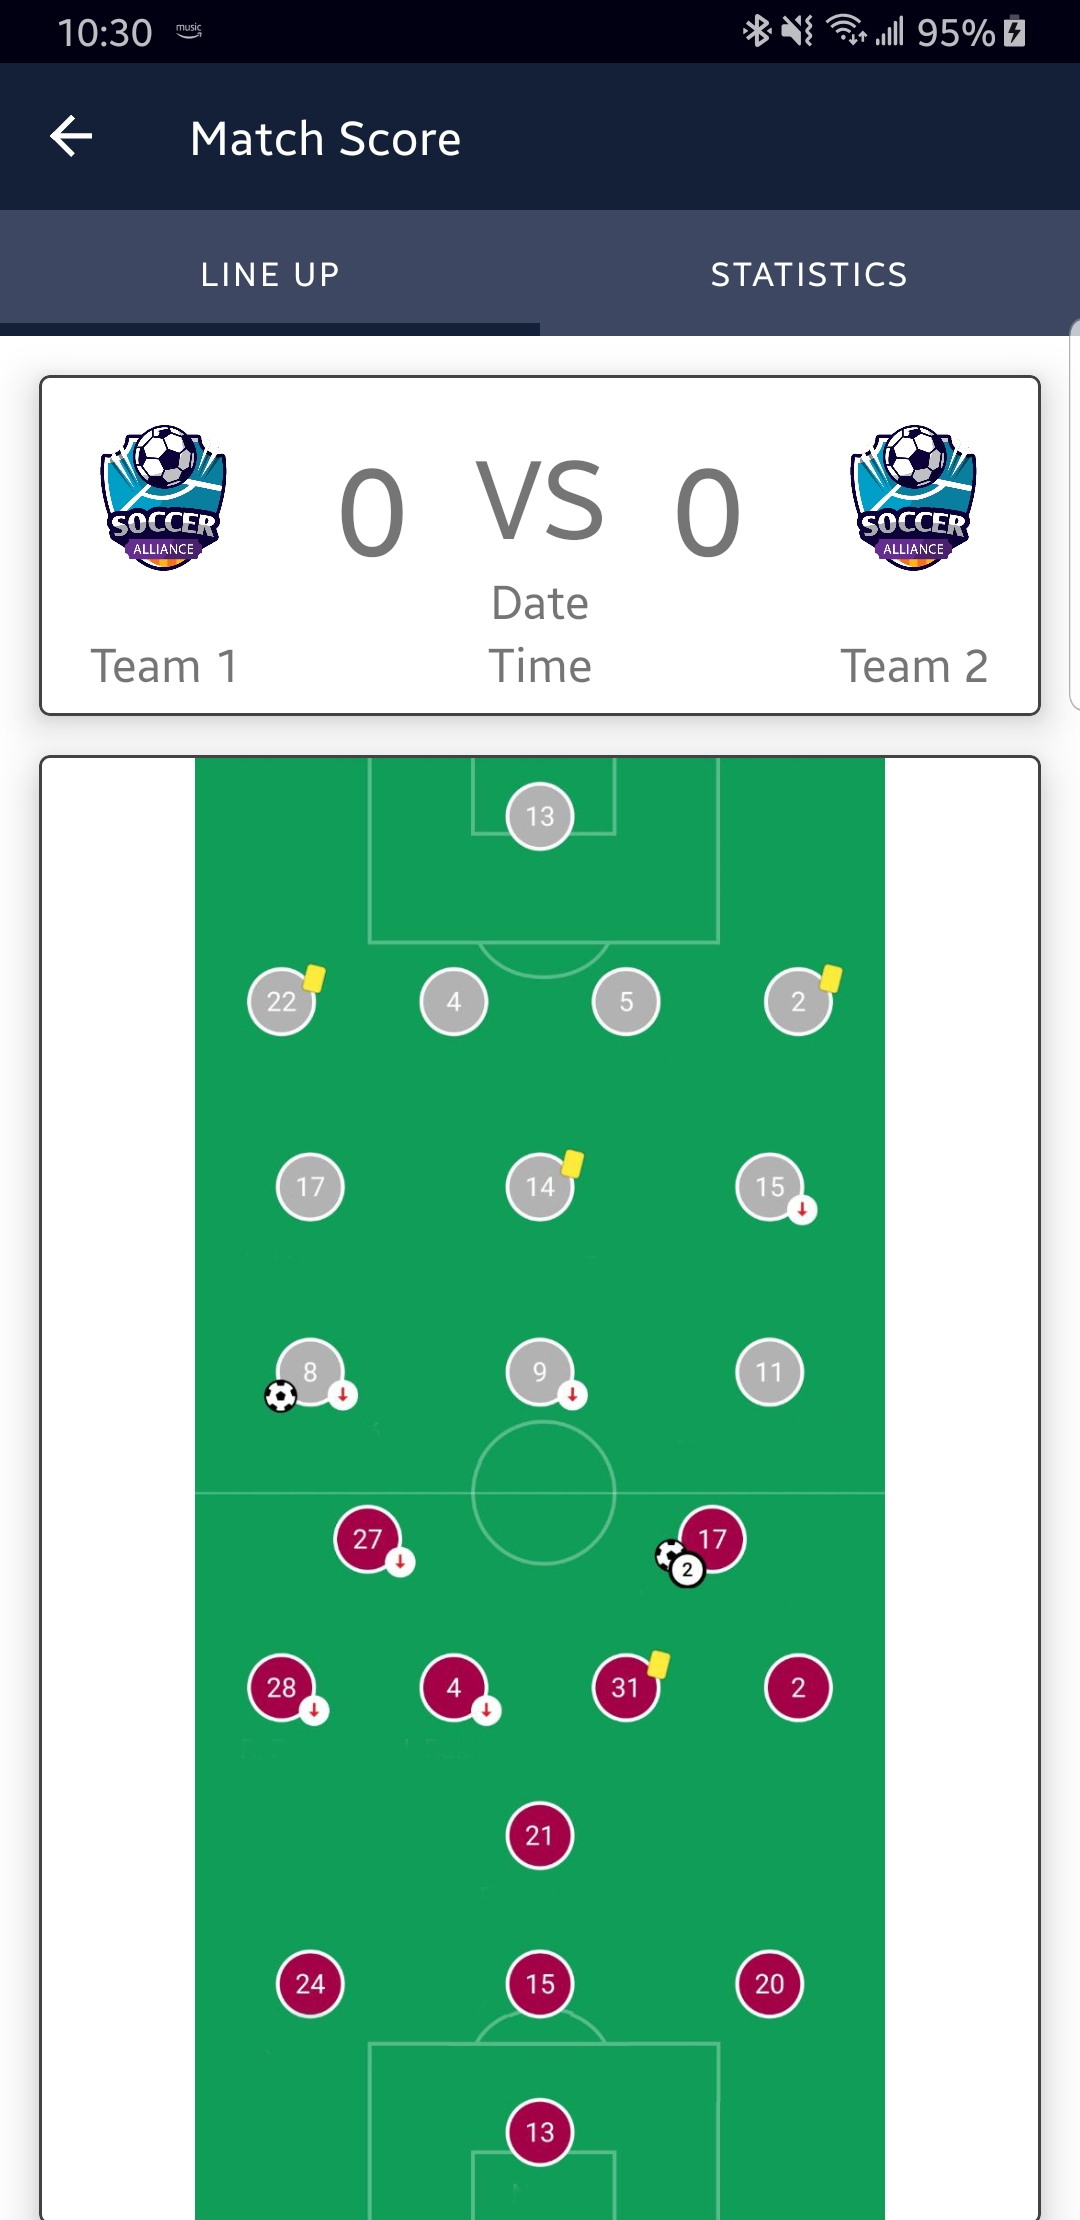 10:30 music 95%
Match Score
LINE UP STATISTICS
SOCCER ALLIANCE 0 VS 0 SOCCER ALLIANCE
Date
Team 1 Time Team 2
13
22 4 5 2
17 14 15
8 9 11
27 17
2
28 4 31 2
21
24 15 20
13